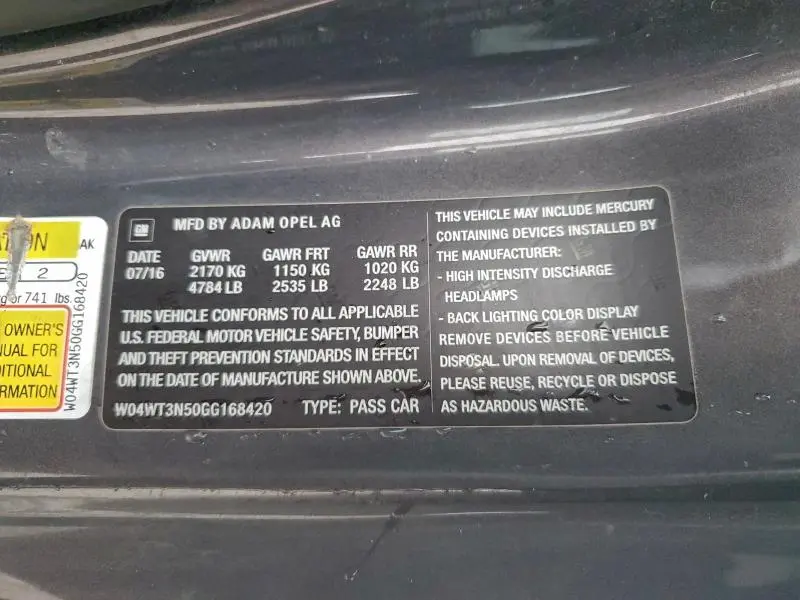 AK
2
or 741 lbs.
OWNER'S
FOR
W04WT3N50GG168420
GM
MFD BY ADAM OPEL AG
DATE GVWR GAWR FRT GAWR RR
07/16 2170 KG 1150 KG 1020 KG
4784 LB 2535 LB 2248 LB
THIS VEHICLE CONFORMS TO ALL APPLICABLE
U.S. FEDERAL MOTOR VEHICLE SAFETY, BUMPER
AND THEFT PREVENTION STANDARDS IN EFFECT
ON THE DATE OF MANUFACTURE SHOWN ABOVE.
W04WT3N50GG168420 TYPE: PASS CAR
THIS VEHICLE MAY INCLUDE MERCURY
CONTAINING DEVICES INSTALLED BY
THE MANUFACTURER:
- HIGH INTENSITY DISCHARGE
HEADLAMPS
- BACK LIGHTING COLOR DISPLAY
REMOVE DEVICES BEFORE VEHICLE
DISPOSAL. UPON REMOVAL OF DEVICES,
PLEASE REUSE, RECYCLE OR DISPOSE
AS HAZARDOUS WASTE.